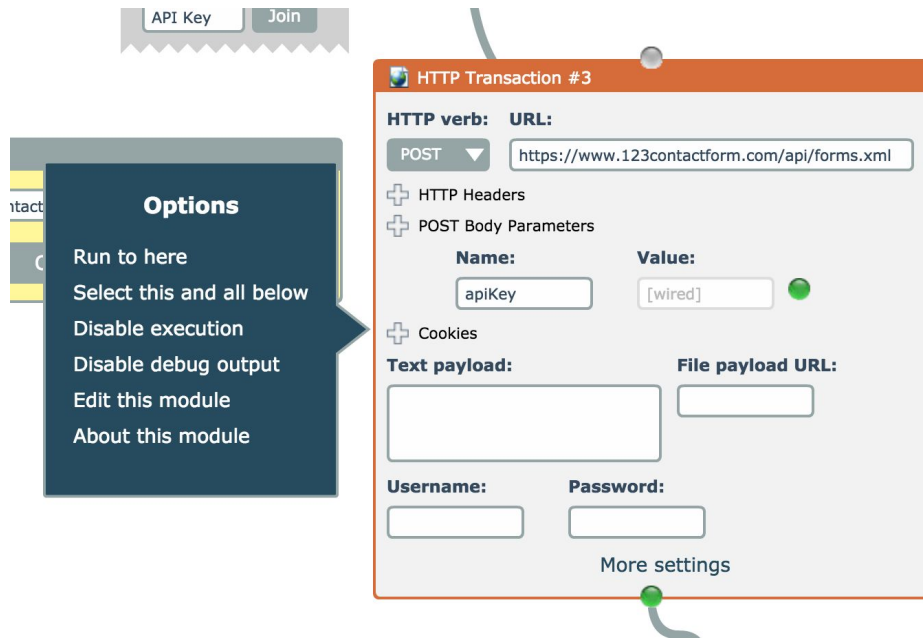 API Key
Join
HTTP Transaction #3
HTTP verb:
URL:
POST
https://www.123contactform.com/api/forms.xml
HTTP Headers
POST Body Parameters
Name:
Value:
apiKey
[wired]
Cookies
Text payload:
File payload URL:
Username:
Password:
More settings
ntact
Options
Run to here
Select this and all below
Disable execution
Disable debug output
Edit this module
About this module